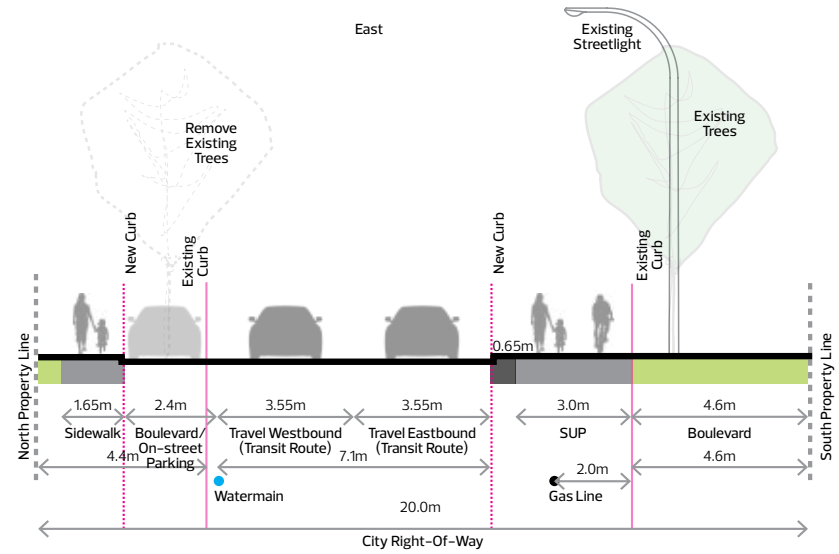 East
Existing
Streetlight
Remove
Existing
Trees
Existing
Trees
New Curb
Existing
Curb
New Curb
Existing
Curb
North Property Line
South Property Line
0.65m
1.65m
2.4m
3.55m
3.55m
3.0m
4.6m
Sidewalk
Boulevard/
On-street
Parking
Travel Westbound
(Transit Route)
Travel Eastbound
(Transit Route)
SUP
Boulevard
4.4m
7.1m
4.6m
2.0m
Watermain
Gas Line
20.0m
City Right-Of-Way